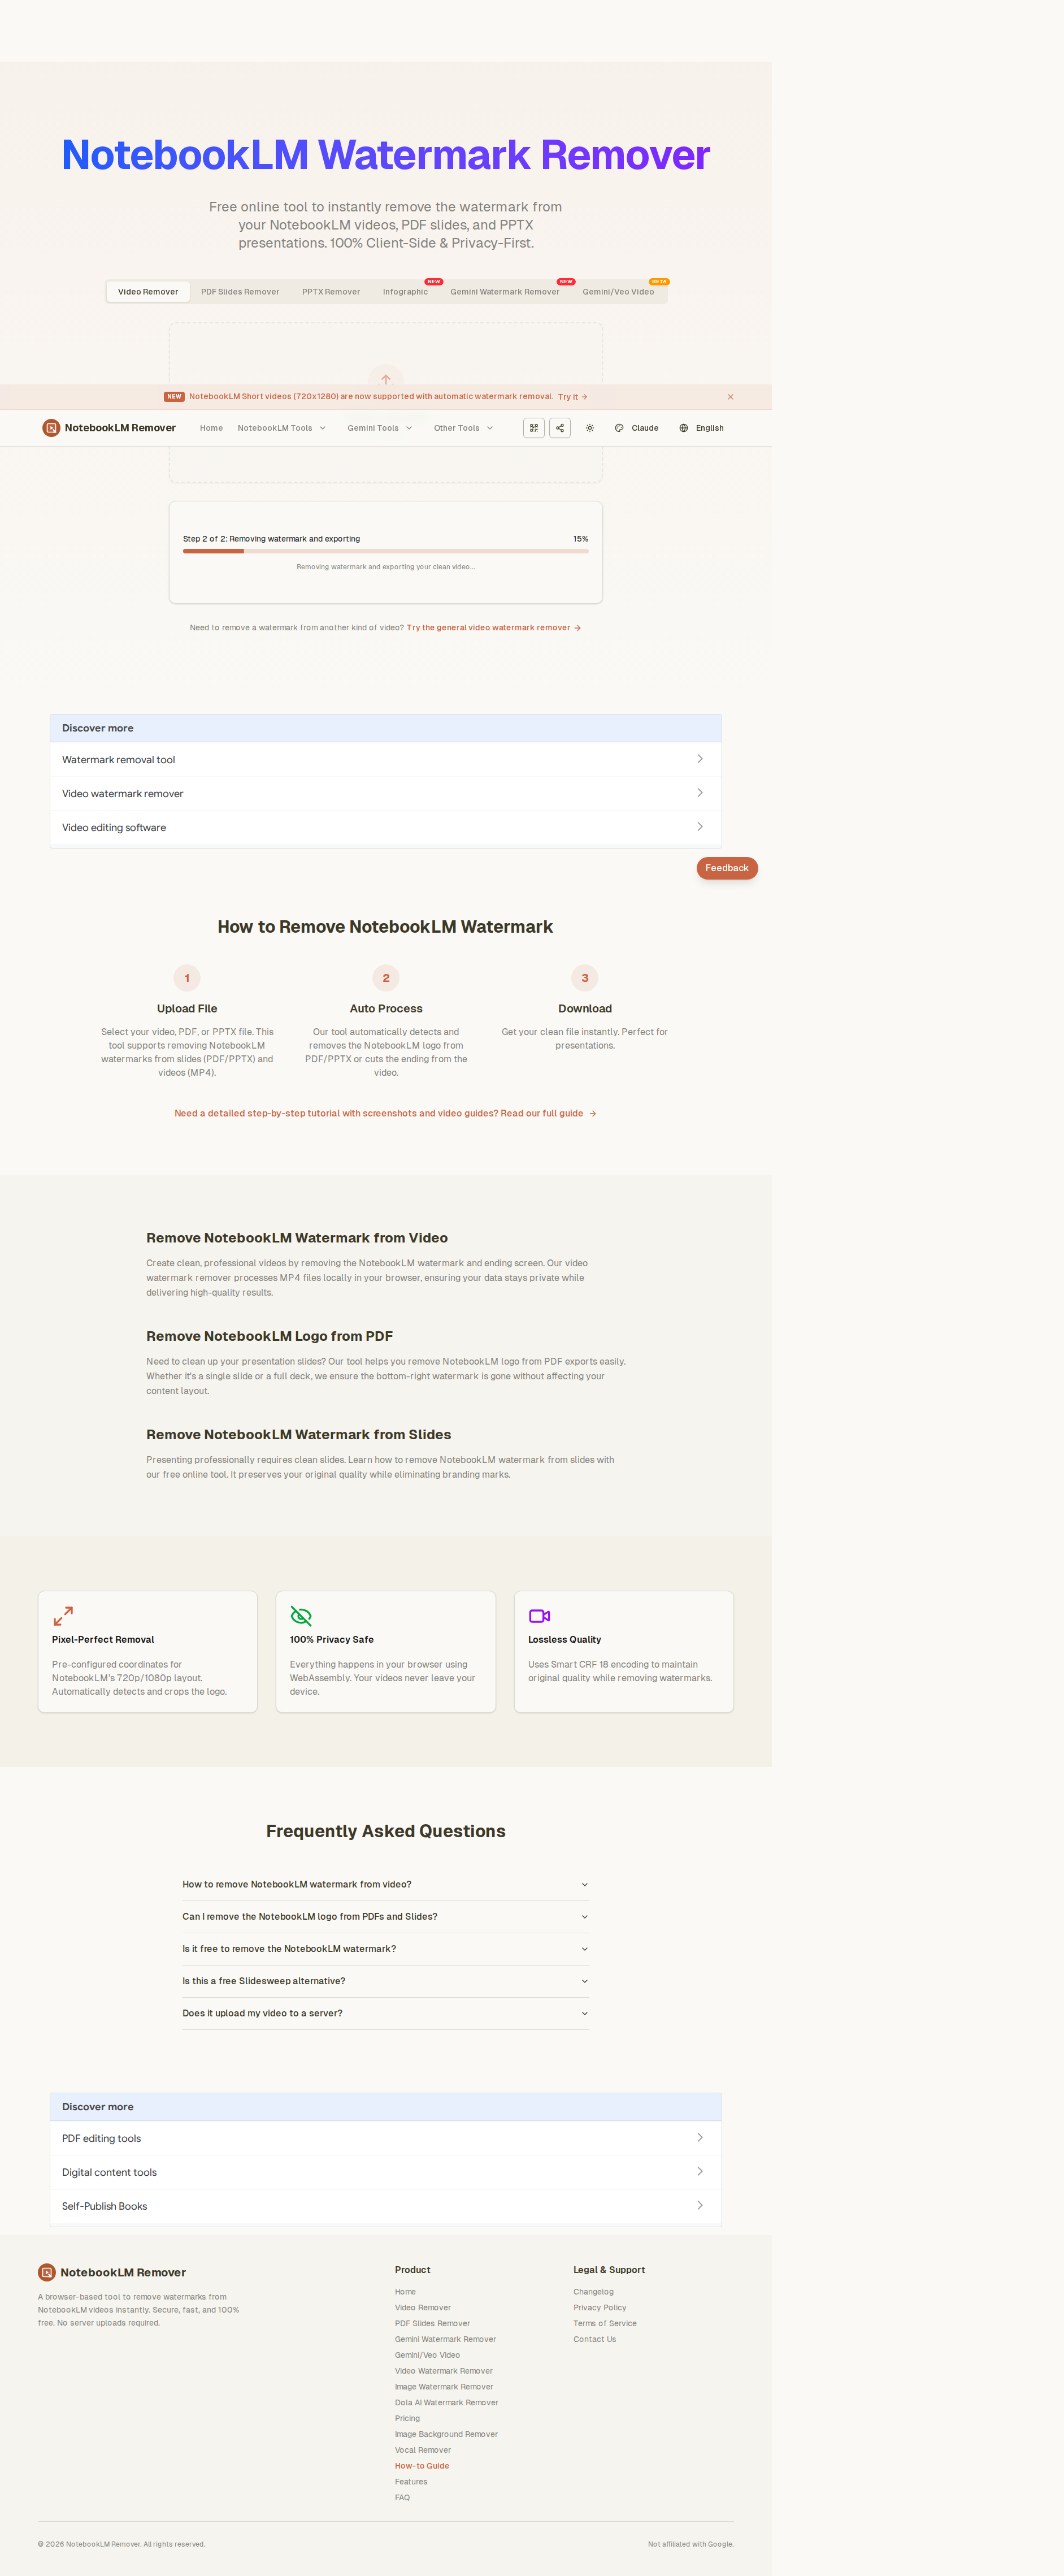 NotebookLM Watermark Remover
Free online tool to instantly remove the watermark from
your NotebookLM videos, PDF slides, and PPTX
presentations. 100% Client-Side & Privacy-First.
Video Remover
PDF Slides Remover
PPTX Remover
Infographic
NEW
Gemini Watermark Remover
NEW
Gemini/Veo Video
BETA
NEW NotebookLM Short videos (720x1280) are now supported with automatic watermark removal. Try it →
NotebookLM Remover
Home
NotebookLM Tools
Gemini Tools
Other Tools
Claude
English
Step 2 of 2: Removing watermark and exporting
15%
Removing watermark and exporting your clean video...
Need to remove a watermark from another kind of video? Try the general video watermark remover →
Discover more
Watermark removal tool
Video watermark remover
Video editing software
Feedback
How to Remove NotebookLM Watermark
1
Upload File
Select your video, PDF, or PPTX file. This
tool supports removing NotebookLM
watermarks from slides (PDF/PPTX) and
videos (MP4).
2
Auto Process
Our tool automatically detects and
removes the NotebookLM logo from
PDF/PPTX or cuts the ending from the
video.
3
Download
Get your clean file instantly. Perfect for
presentations.
Need a detailed step-by-step tutorial with screenshots and video guides? Read our full guide →
Remove NotebookLM Watermark from Video
Create clean, professional videos by removing the NotebookLM watermark and ending screen. Our video
watermark remover processes MP4 files locally in your browser, ensuring your data stays private while
delivering high-quality results.
Remove NotebookLM Logo from PDF
Need to clean up your presentation slides? Our tool helps you remove NotebookLM logo from PDF exports easily.
Whether it's a single slide or a full deck, we ensure the bottom-right watermark is gone without affecting your
content layout.
Remove NotebookLM Watermark from Slides
Presenting professionally requires clean slides. Learn how to remove NotebookLM watermark from slides with
our free online tool. It preserves your original quality while eliminating branding marks.
Pixel-Perfect Removal
Pre-configured coordinates for
NotebookLM's 720p/1080p layout.
Automatically detects and crops the logo.
100% Privacy Safe
Everything happens in your browser using
WebAssembly. Your videos never leave your
device.
Lossless Quality
Uses Smart CRF 18 encoding to maintain
original quality while removing watermarks.
Frequently Asked Questions
How to remove NotebookLM watermark from video?
Can I remove the NotebookLM logo from PDFs and Slides?
Is it free to remove the NotebookLM watermark?
Is this a free Slidesweep alternative?
Does it upload my video to a server?
Discover more
PDF editing tools
Digital content tools
Self-Publish Books
NotebookLM Remover
A browser-based tool to remove watermarks from
NotebookLM videos instantly. Secure, fast, and 100%
free. No server uploads required.
Product
Home
Video Remover
PDF Slides Remover
Gemini Watermark Remover
Gemini/Veo Video
Video Watermark Remover
Image Watermark Remover
Dola AI Watermark Remover
Pricing
Image Background Remover
Vocal Remover
How-to Guide
Features
FAQ
Legal & Support
Changelog
Privacy Policy
Terms of Service
Contact Us
© 2026 NotebookLM Remover. All rights reserved.
Not affiliated with Google.